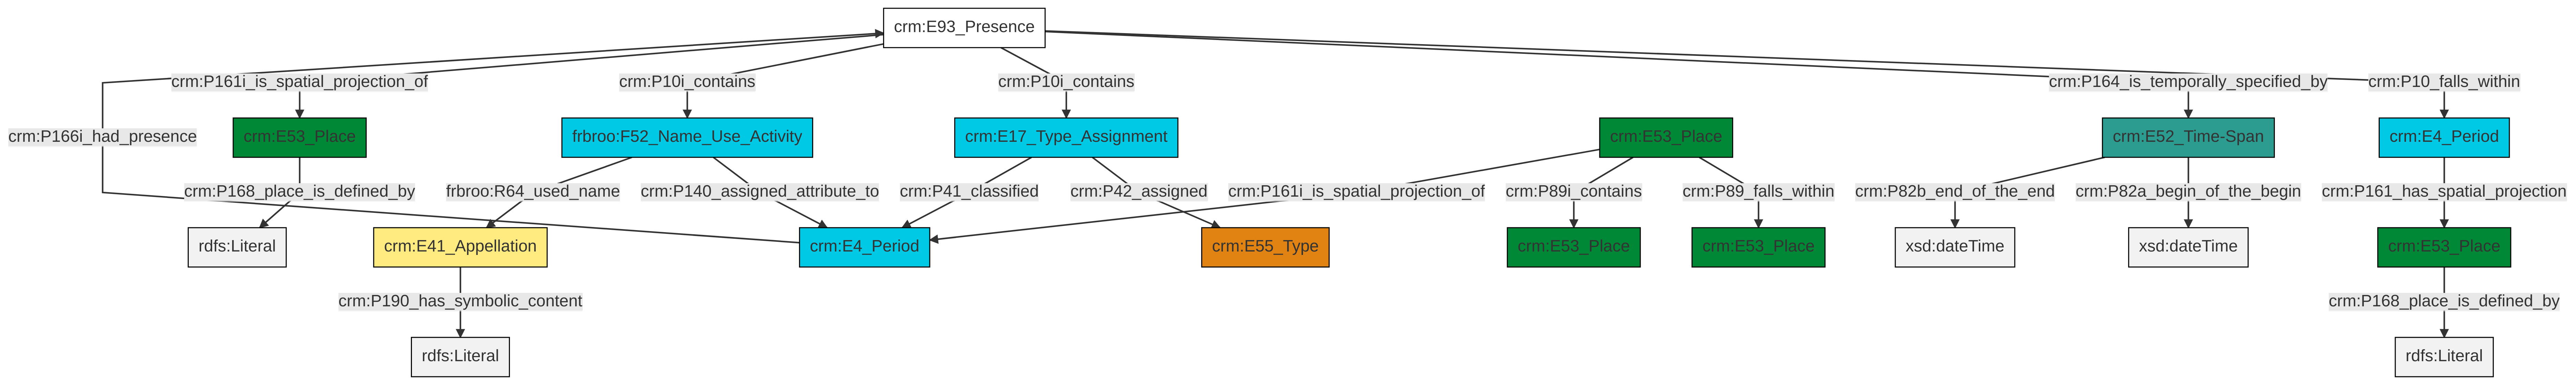 crm:E93_Presence
crm:P161i_is_spatial_projection_of
crm:P10i_contains
crm:P10i_contains
crm:P164_is_temporally_specified_by
crm:P10_falls_within
crm:P166i_had_presence
crm:E53_Place
frbroo:F52_Name_Use_Activity
crm:E17_Type_Assignment
crm:E53_Place
crm:E52_Time-Span
crm:E4_Period
crm:P168_place_is_defined_by
frbroo:R64_used_name
crm:P140_assigned_attribute_to
crm:P41_classified
crm:P42_assigned
crm:P161i_is_spatial_projection_of
crm:P89i_contains
crm:P89_falls_within
crm:P82b_end_of_the_end
crm:P82a_begin_of_the_begin
crm:P161_has_spatial_projection
rdfs:Literal
crm:E41_Appellation
crm:E4_Period
crm:E55_Type
crm:E53_Place
crm:E53_Place
xsd:dateTime
xsd:dateTime
crm:E53_Place
crm:P190_has_symbolic_content
crm:P168_place_is_defined_by
rdfs:Literal
rdfs:Literal